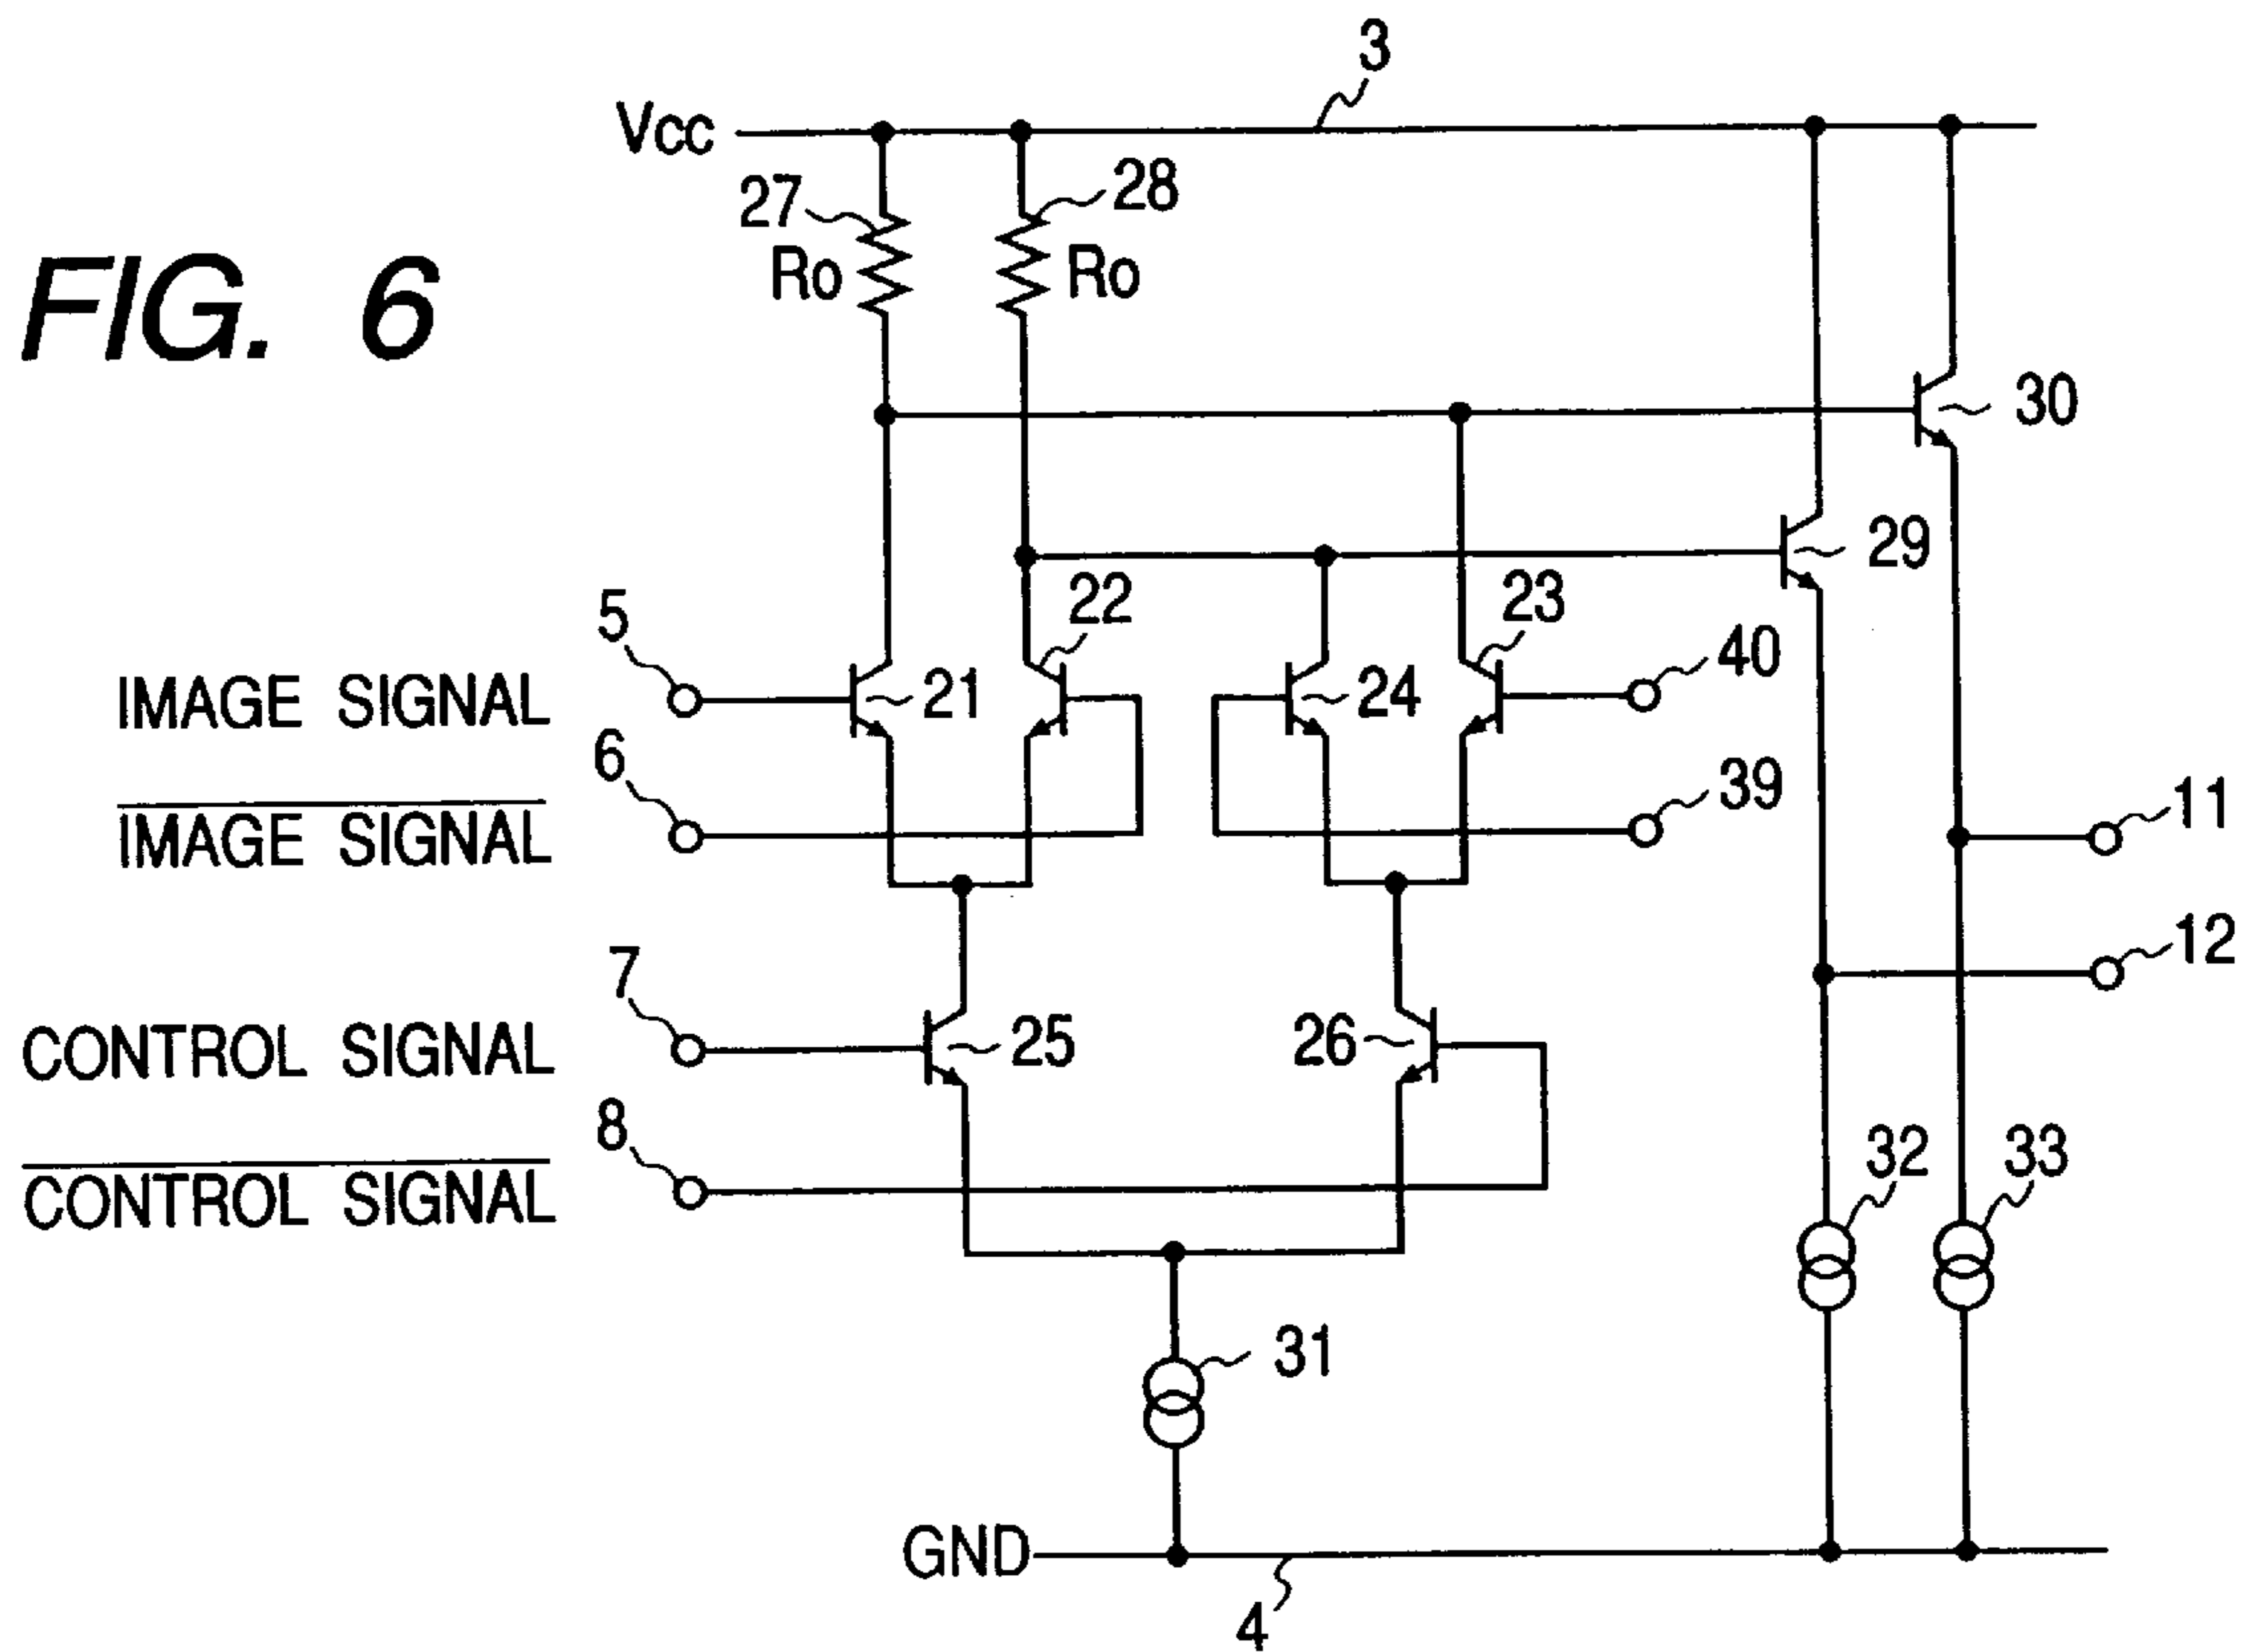 FIG. 6
3
Vcc
27
28
Ro
Ro
30
29
5
22
23
40
IMAGE SIGNAL
21
24
6
39
IMAGE SIGNAL
11
7
12
CONTROL SIGNAL
25
26
8
32
33
CONTROL SIGNAL
31
GND
4